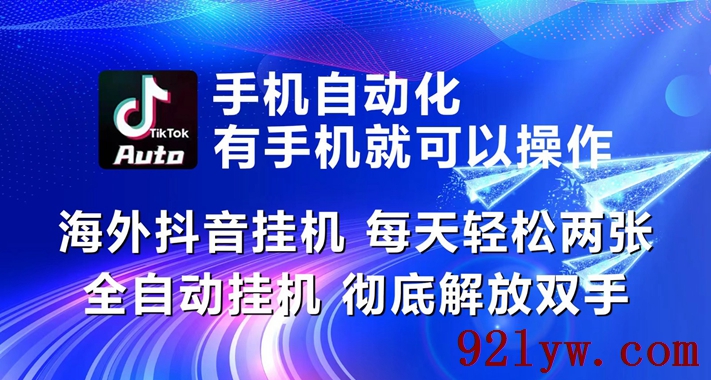 TikTok
Auto
手机自动化
有手机就可以操作
海外抖音挂机 每天轻松两张
全自动挂机 彻底解放双手
921yw.com